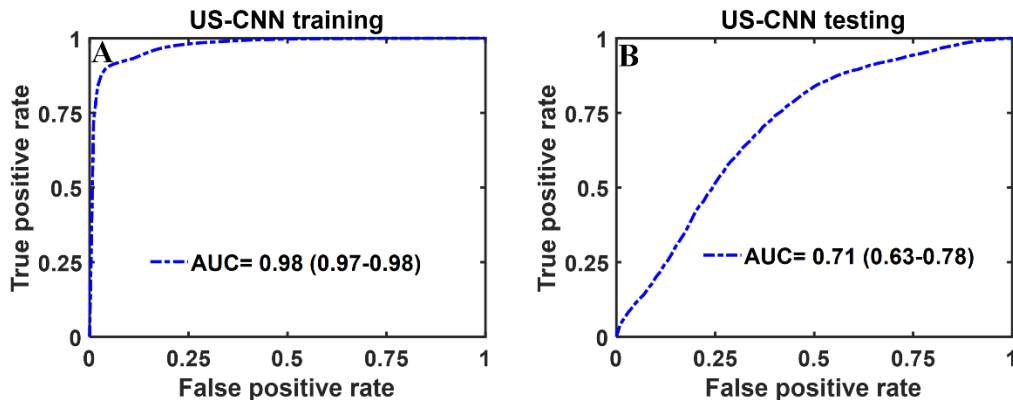 US-CNN training
A
True positive rate
1
0.75
0.5
0.25
0
AUC= 0.98 (0.97-0.98)
0 0.25 0.5 0.75 1
False positive rate
US-CNN testing
B
True positive rate
1
0.75
0.5
0.25
0
AUC= 0.71 (0.63-0.78)
0 0.25 0.5 0.75 1
False positive rate